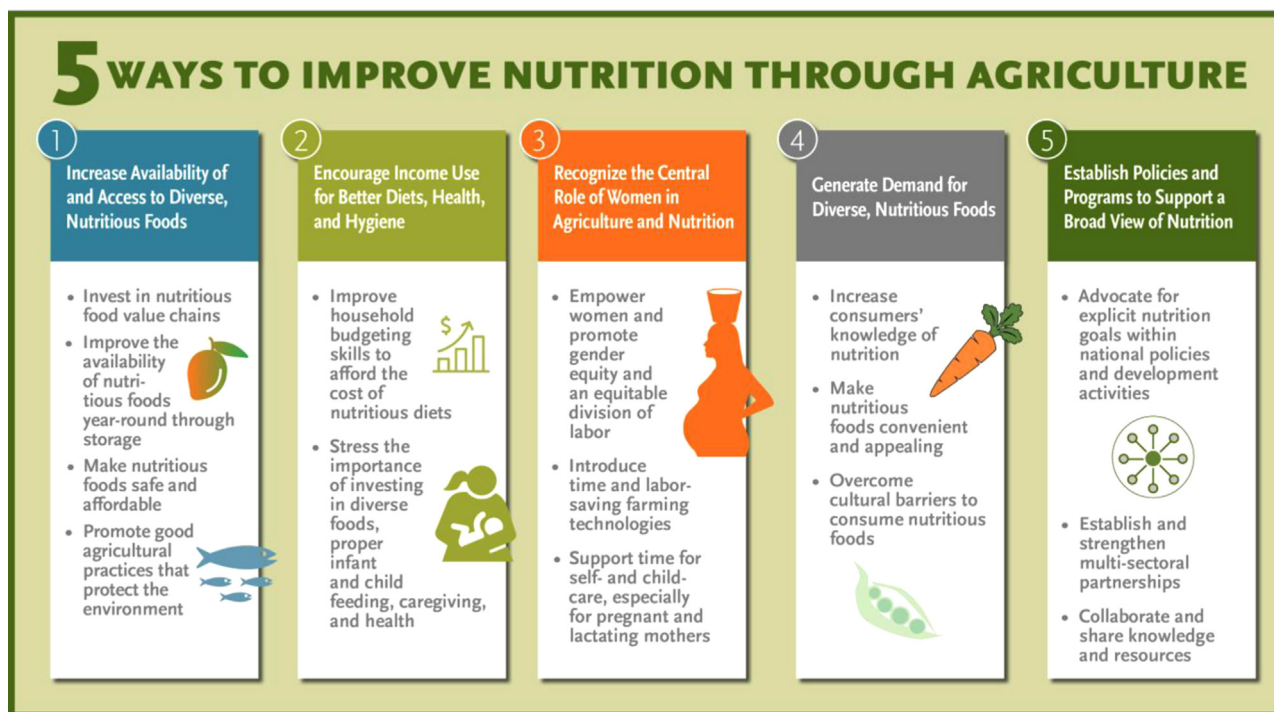 5 WAYS TO IMPROVE NUTRITION THROUGH AGRICULTURE
1
Increase Availability of
and Access to Diverse,
Nutritious Foods
• Invest in nutritious
food value chains
• Improve the
availability
of nutri-
tious foods
year-round through
storage
• Make nutritious
foods safe and
affordable
• Promote good
agricultural
practices that
protect the
environment
2
Encourage Income Use
for Better Diets, Health,
and Hygiene
• Improve
household
budgeting
skills to
afford the
cost of
nutritious diets
$
• Stress the
importance
of investing
in diverse
foods,
proper
infant
and child
feeding, caregiving,
and health
3
Recognize the Central
Role of Women in
Agriculture and Nutrition
• Empower
women and
promote
gender
equity and
an equitable
division of
labor
• Introduce
time and labor-
saving farming
technologies
• Support time for
self- and child-
care, especially
for pregnant and
lactating mothers
4
Generate Demand for
Diverse, Nutritious Foods
• Increase
consumers'
knowledge of
nutrition
• Make
nutritious
foods convenient
and appealing
• Overcome
cultural barriers to
consume nutritious
foods
5
Establish Policies and
Programs to Support a
Broad View of Nutrition
• Advocate for
explicit nutrition
goals within
national policies
and development
activities
• Establish and
strengthen
multi-sectoral
partnerships
• Collaborate and
share knowledge
and resources